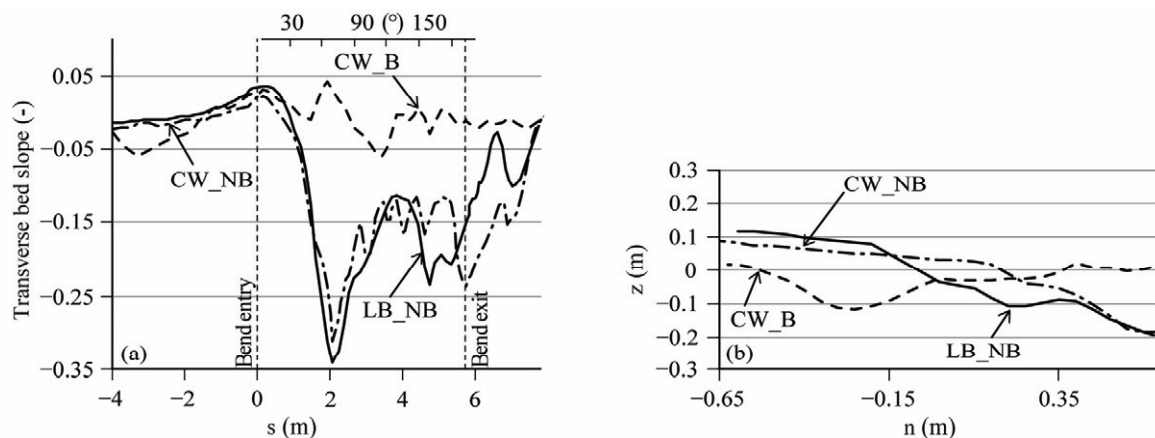 30 90 (°) 150
CW_B
0.05
−0.05
−0.15
−0.25
−0.35
Transverse bed slope (-)
CW_NB
LB_NB
Bend entry
Bend exit
(a)
−4 −2 0 2 4 6
s (m)
0.3
0.2
0.1
0
−0.1
−0.2
−0.3
z (m)
CW_NB
CW_B
LB_NB
(b)
−0.65 −0.15 0.35
n (m)